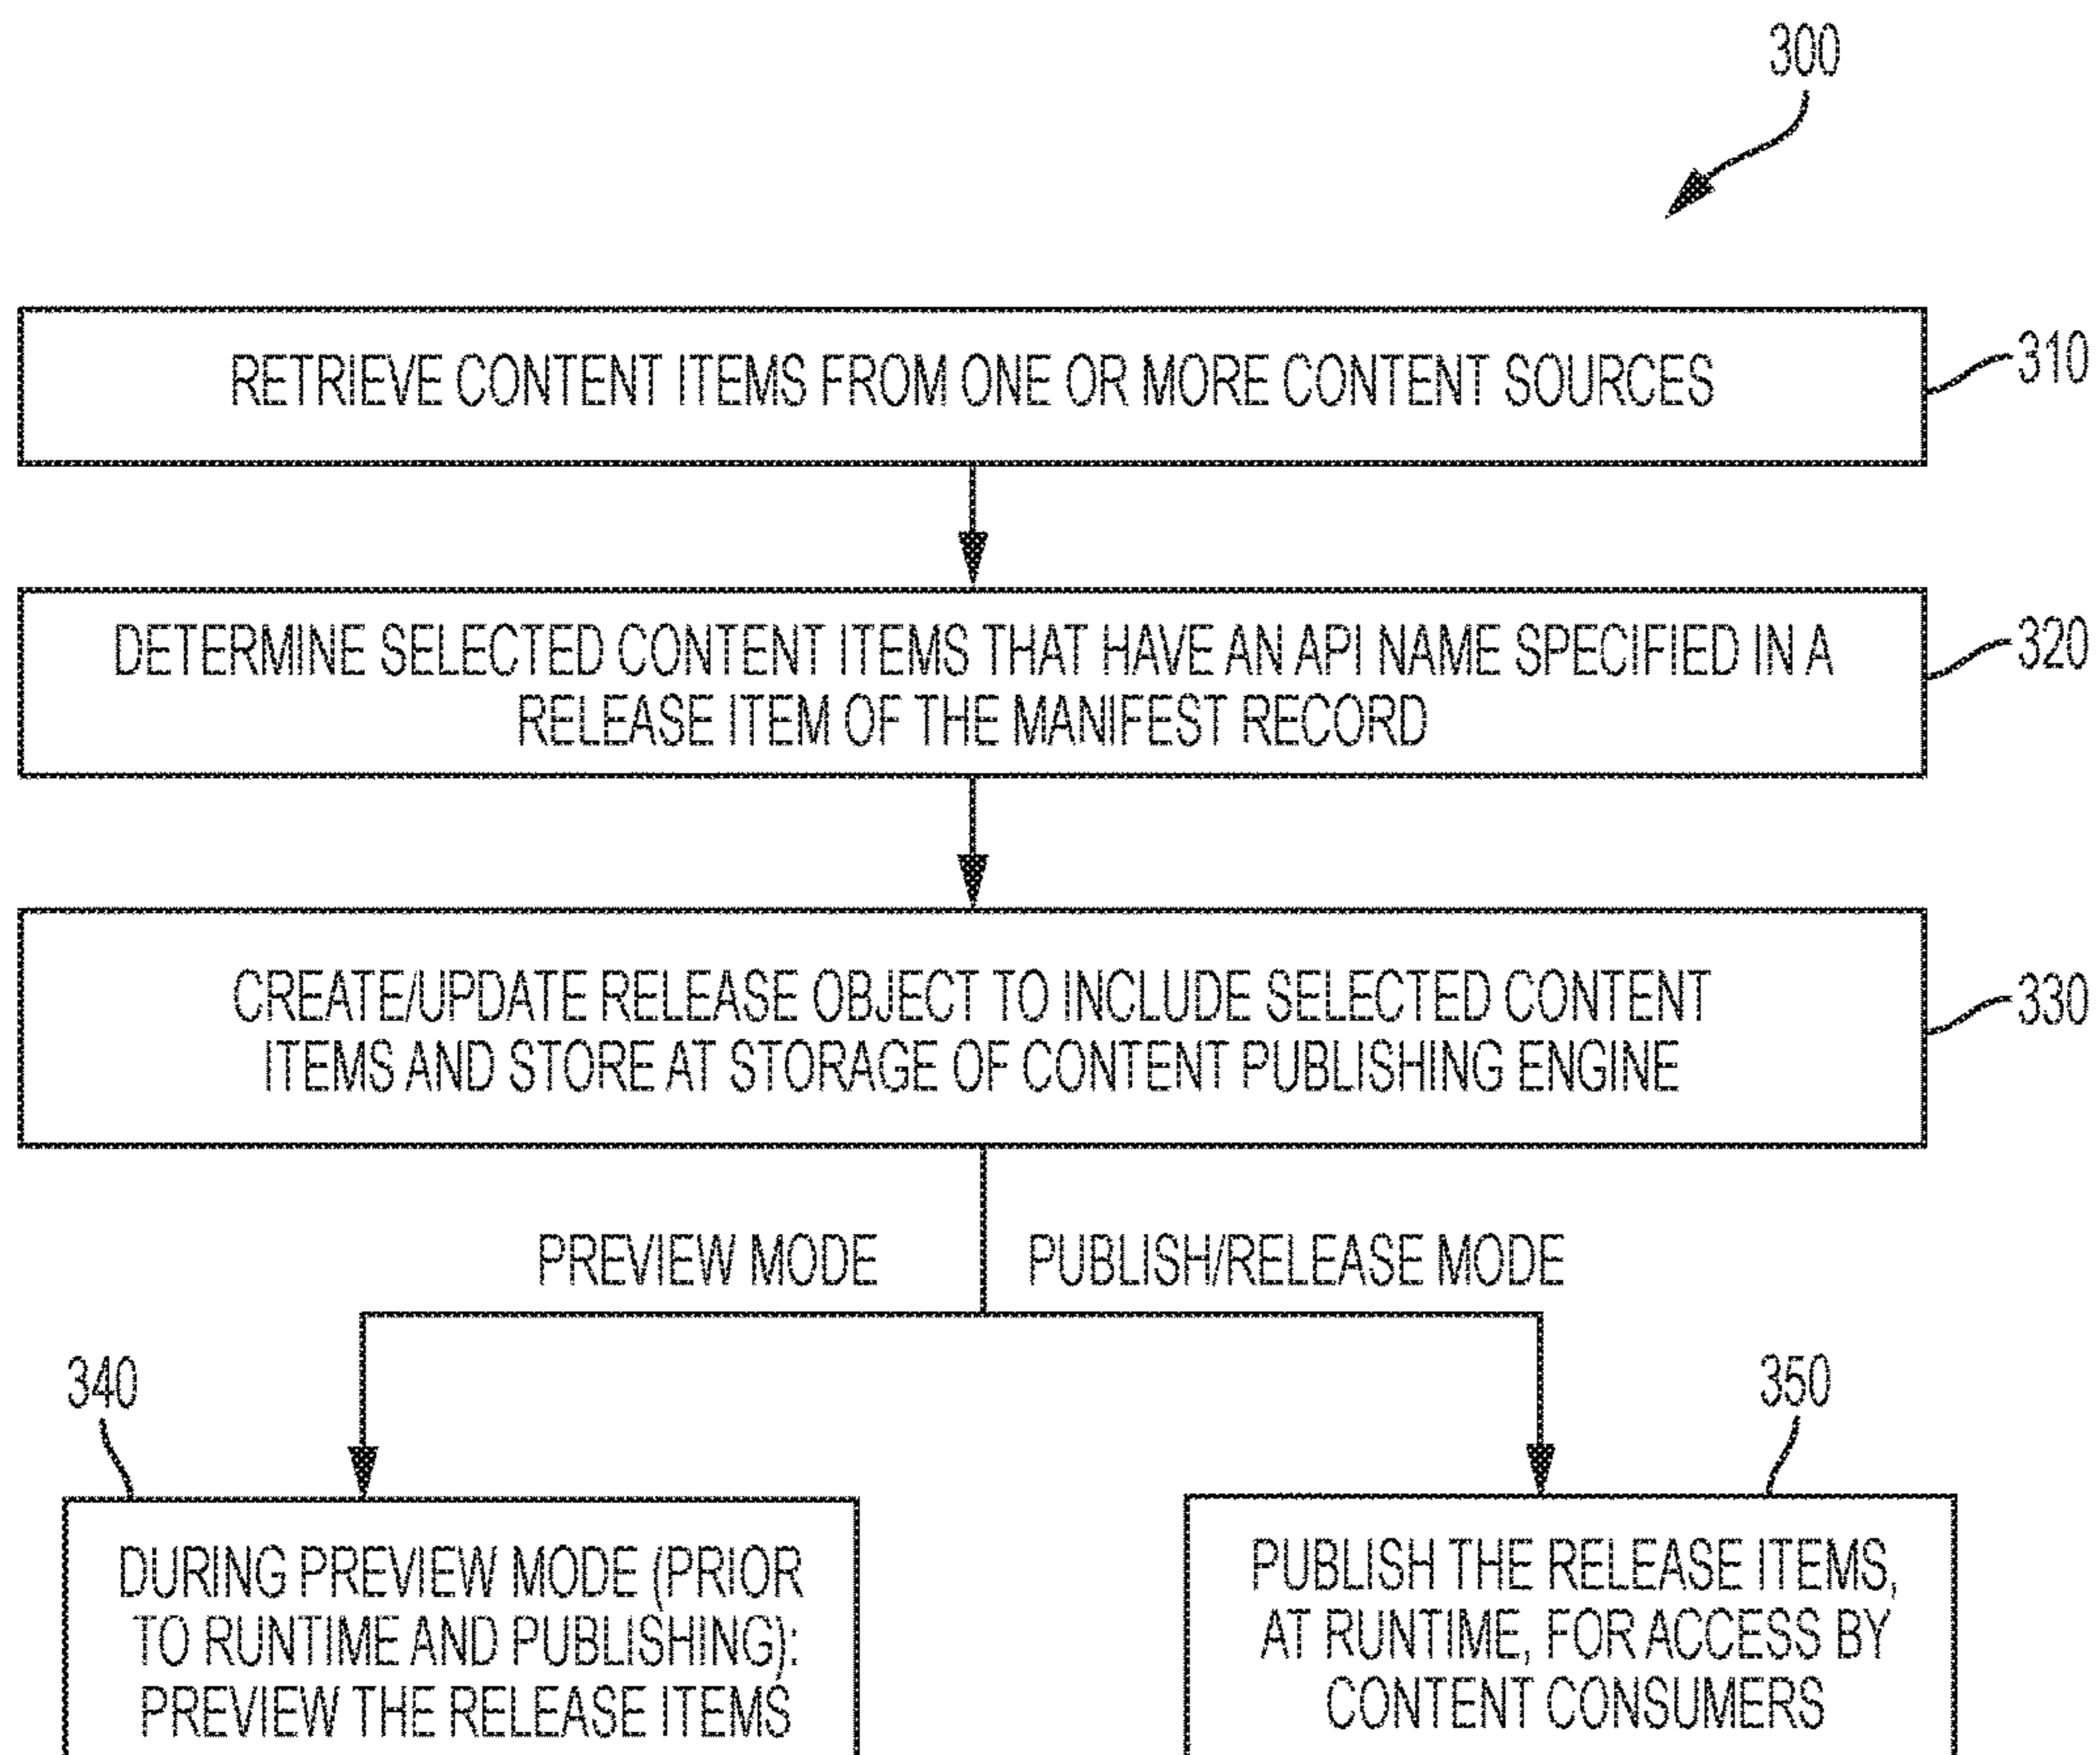 300
RETRIEVE CONTENT ITEMS FROM ONE OR MORE CONTENT SOURCES
310
DETERMINE SELECTED CONTENT ITEMS THAT HAVE AN API NAME SPECIFIED IN A
RELEASE ITEM OF THE MANIFEST RECORD
320
CREATE/UPDATE RELEASE OBJECT TO INCLUDE SELECTED CONTENT
ITEMS AND STORE AT STORAGE OF CONTENT PUBLISHING ENGINE
330
PREVIEW MODE
PUBLISH/RELEASE MODE
340
DURING PREVIEW MODE (PRIOR
TO RUNTIME AND PUBLISHING):
PREVIEW THE RELEASE ITEMS
350
PUBLISH THE RELEASE ITEMS,
AT RUNTIME, FOR ACCESS BY
CONTENT CONSUMERS